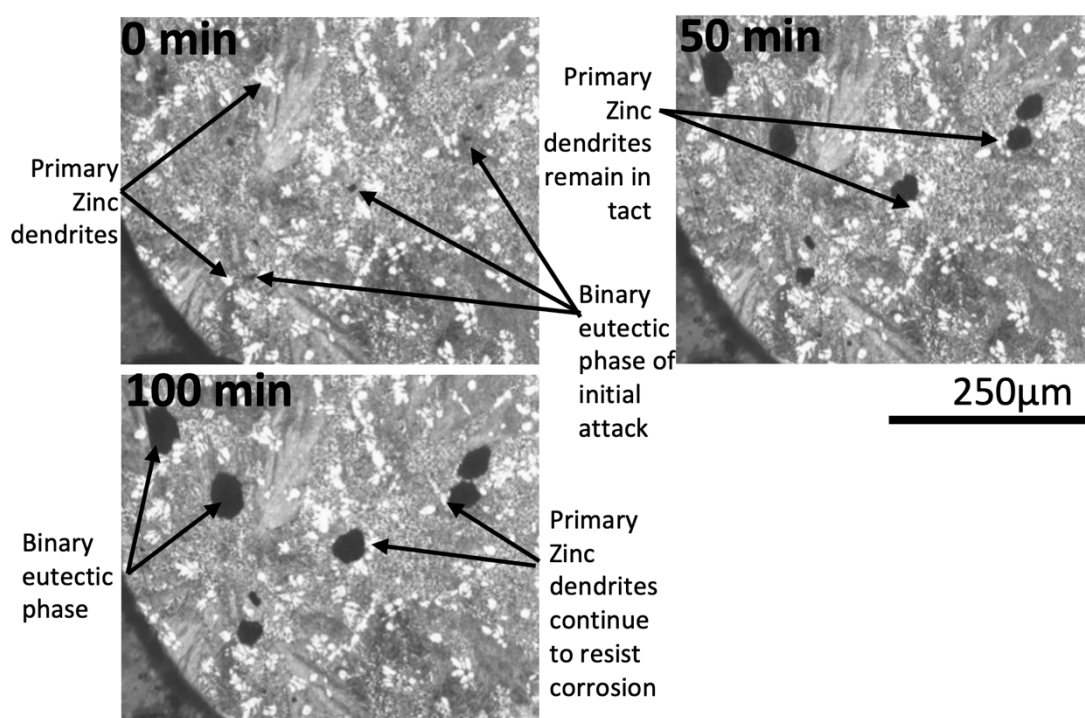 0 min
Primary
Zinc
dendrites
50 min
Primary
Zinc
dendrites
remain in
tact
Binary
eutectic
phase of
initial
attack
250µm
100 min
Binary
eutectic
phase
Primary
Zinc
dendrites
continue
to resist
corrosion